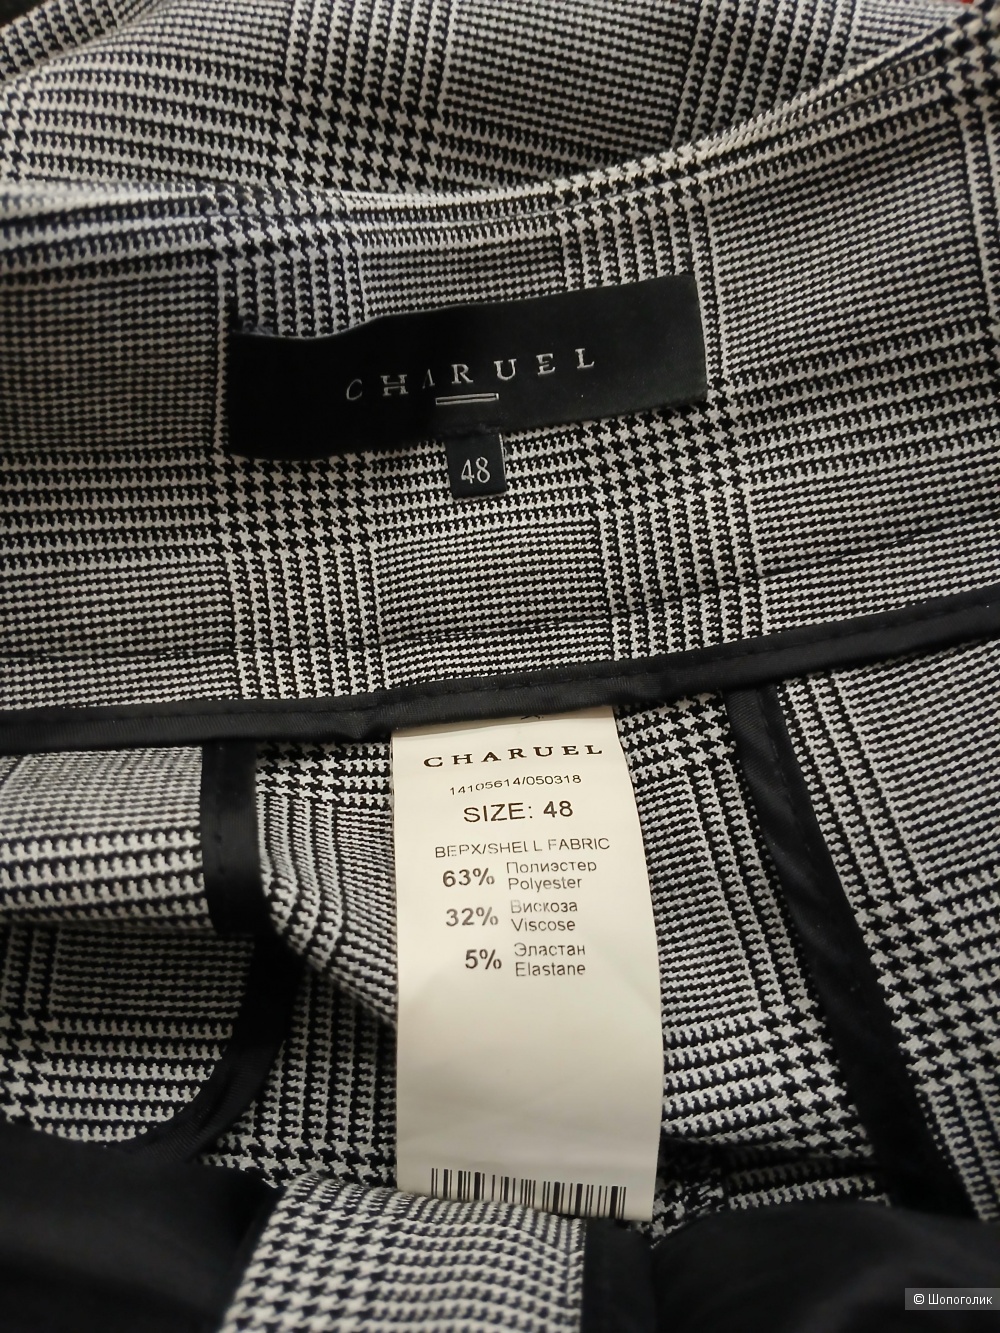 CHARUEL
48
CHARUEL
14105614/050318
SIZE: 48
ВЕРХ/SHELL FABRIC
63% Полиэстер
Polyester
32% Вискоза
Viscose
5% Эластан
Elastane
© Шопоголик